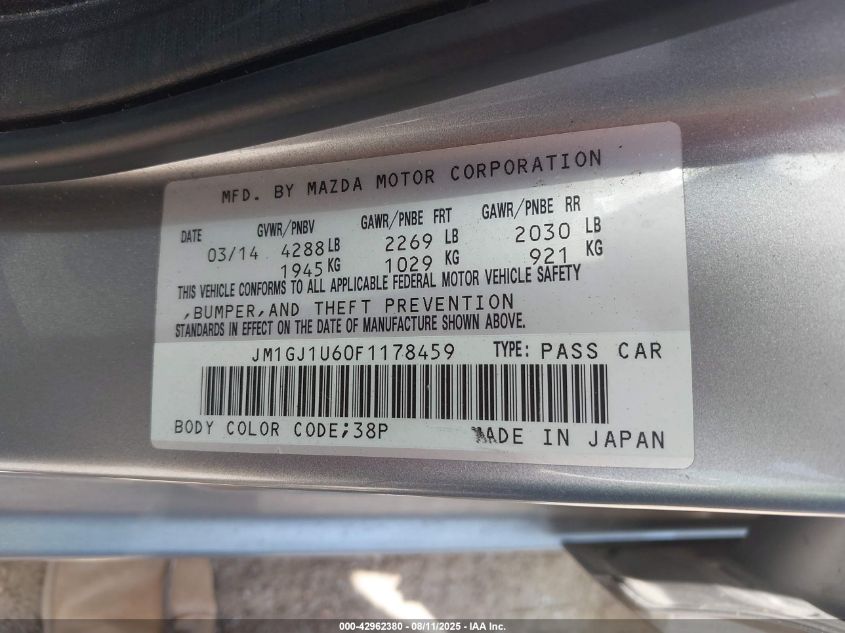 MFD. BY MAZDA MOTOR CORPORATION
DATE GVWR/PNBV GAWR/PNBE FRT GAWR/PNBE RR
03/14 4288 LB 2269 LB 2030 LB
1945 KG 1029 KG 921 KG
THIS VEHICLE CONFORMS TO ALL APPLICABLE FEDERAL MOTOR VEHICLE SAFETY
,BUMPER,AND THEFT PREVENTION
STANDARDS IN EFFECT ON THE DATE OF MANUFACTURE SHOWN ABOVE.
JM1GJ1U60F1178459 TYPE: PASS CAR
BODY COLOR CODE;38P MADE IN JAPAN
000-42962380 - 08/11/2025 - IAA Inc.